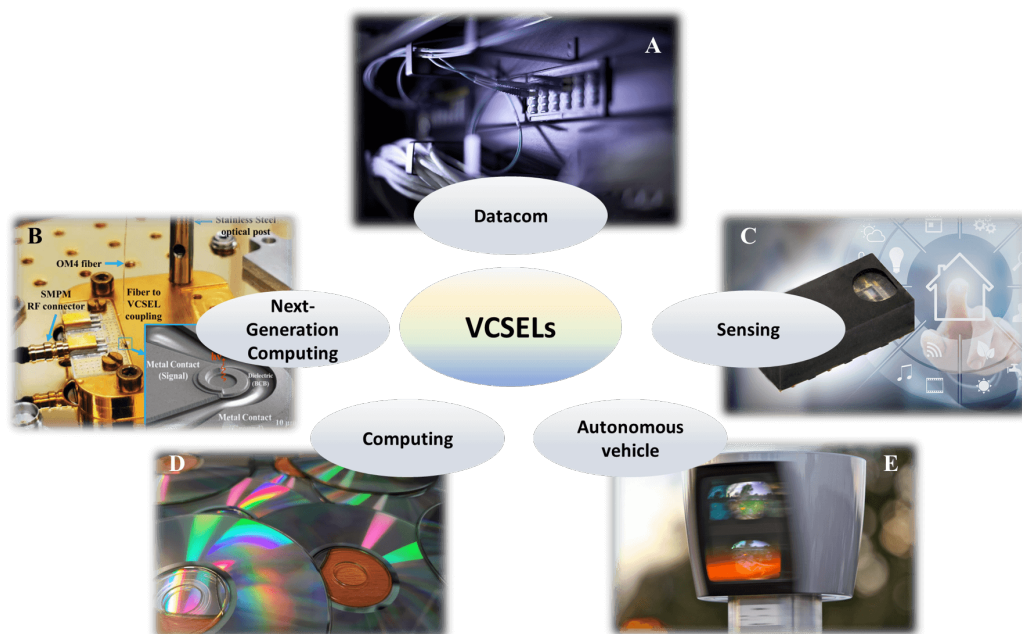 A
Datacom
B
Stainless Steel
optical post
OM4 fiber
SMPM
RF connector
Fiber to
VCSEL
coupling
Metal Contact
(Signal)
Dielectric
(BCB)
Metal Contact
10 μm
Next-
Generation
Computing
VCSELs
C
Sensing
Computing
D
Autonomous
vehicle
E